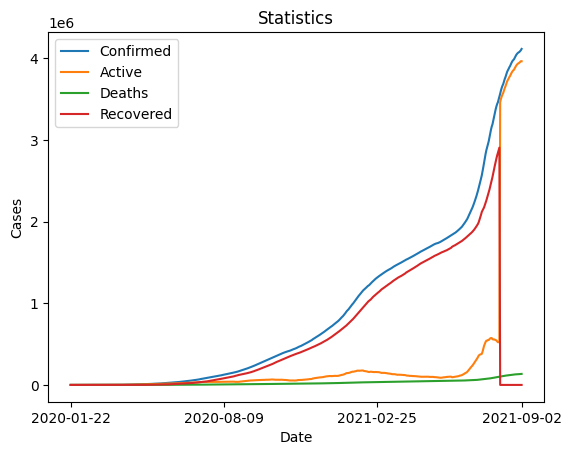 Statistics
1e6
Confirmed
Active
Deaths
Recovered
4
3
2
1
0
Cases
2020-01-22 2020-08-09 2021-02-25 2021-09-02
Date